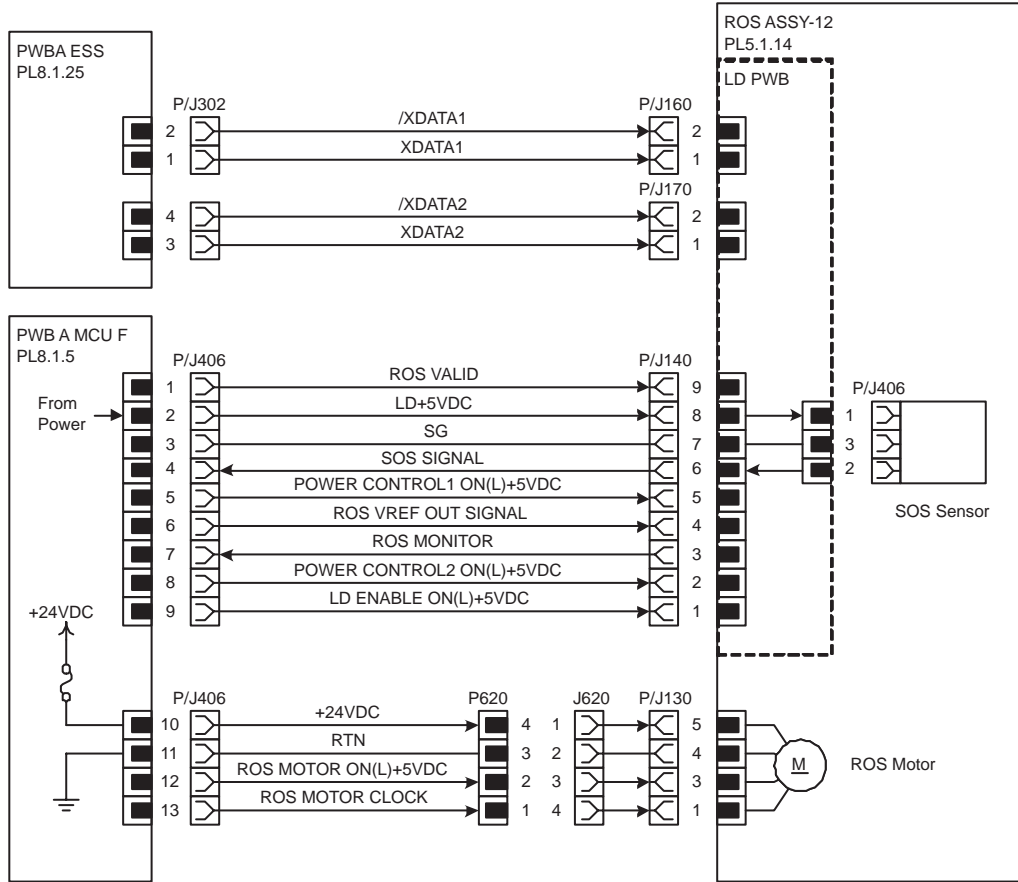 ROS ASSY-12
PL5.1.14
LD PWB
PWBA ESS
PL8.1.25
P/J302 P/J160
2 /XDATA1 2
1 XDATA1 1
P/J170
4 /XDATA2 2
3 XDATA2 1
PWB A MCU F
PL8.1.5
P/J406 P/J140
1 ROS VALID 9
From
Power
P/J406
2 LD+5VDC 8 1
3 SG 7 3
4 SOS SIGNAL 6 2
SOS Sensor
5 POWER CONTROL1 ON(L)+5VDC 5
6 ROS VREF OUT SIGNAL 4
7 ROS MONITOR 3
8 POWER CONTROL2 ON(L)+5VDC 2
+24VDC 9 LD ENABLE ON(L)+5VDC 1
P/J406 P620 J620 P/J130
10 +24VDC 4 1 5
11 RTN 3 2 4
12 ROS MOTOR ON(L)+5VDC 2 3 3
13 ROS MOTOR CLOCK 1 4 1
M ROS Motor